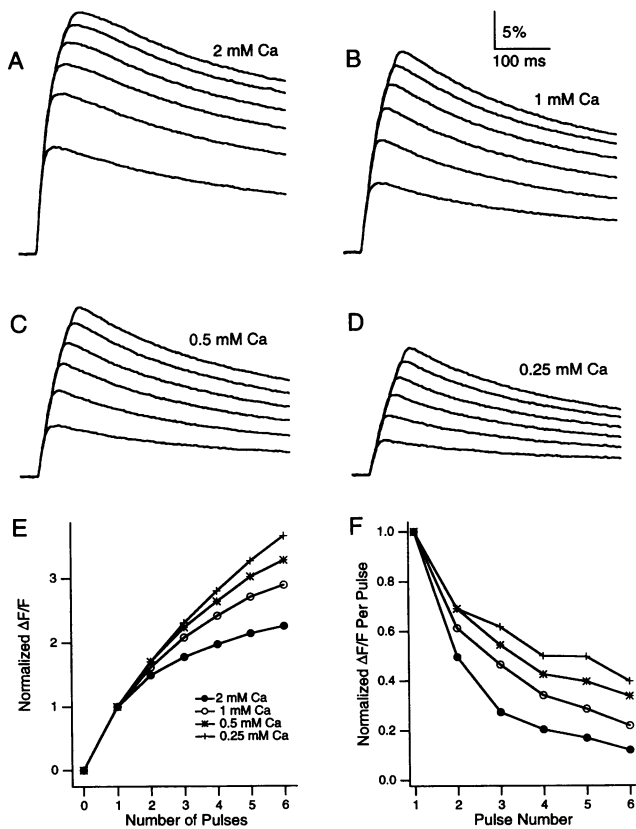 A
2 mM Ca
5%
100 ms
B
1 mM Ca
C
0.5 mM Ca
D
0.25 mM Ca
E
Normalized ΔF/F
3
2
1
0
2 mM Ca
1 mM Ca
0.5 mM Ca
0.25 mM Ca
0 1 2 3 4 5 6
Number of Pulses
F
Normalized ΔF/F Per Pulse
1.0
0.8
0.6
0.4
0.2
0.0
1 2 3 4 5 6
Pulse Number